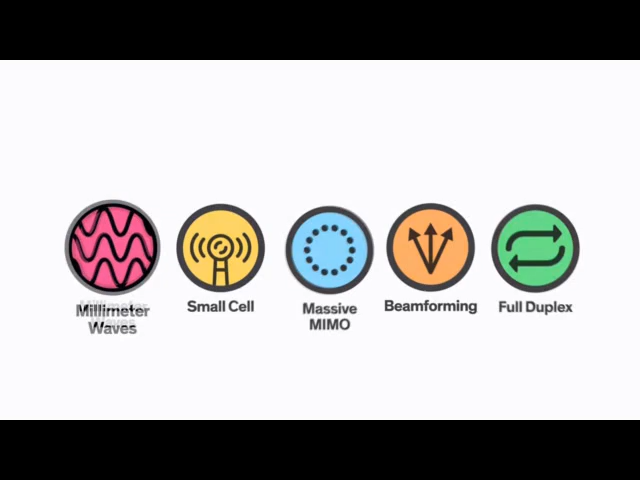 Millimeter
Waves
Small Cell
Massive
MIMO
Beamforming
Full Duplex